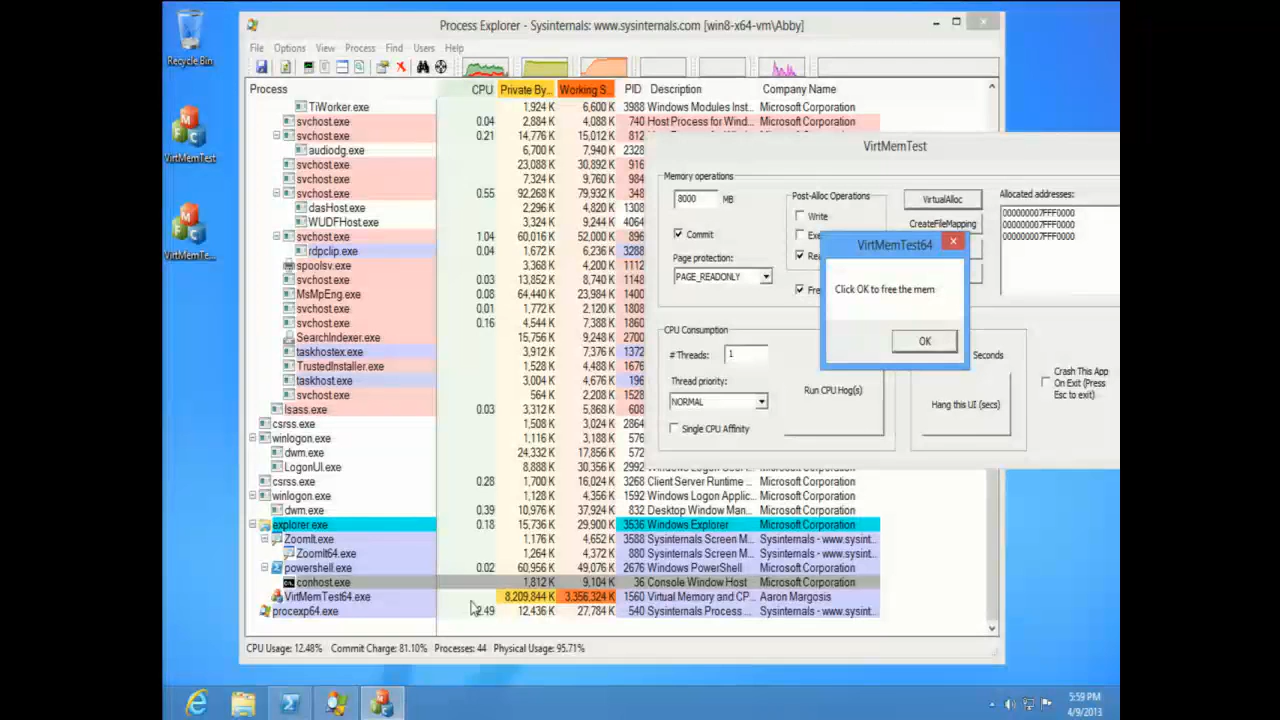 Recycle Bin
VirtMemTest
VirtMemTe...
Process Explorer - Sysinternals: www.sysinternals.com [win8-x64-vm\Abby]
File Options View Process Find Users Help
Process CPU Private By... Working S... PID Description Company Name
TiWorker.exe 1,924 K 6,600 K 3988 Windows Modules Inst... Microsoft Corporation
svchost.exe 0.04 2,884 K 4,088 K 740 Host Process for Wind... Microsoft Corporation
svchost.exe 0.21 14,776 K 15,012 K 812
audiodg.exe 6,700 K 7,940 K 2328
svchost.exe 23,088 K 30,892 K 916
svchost.exe 7,324 K 9,760 K 984
svchost.exe 0.55 92,268 K 79,932 K 348
dasHost.exe 2,296 K 4,820 K 1308
WUDFHost.exe 3,324 K 9,244 K 4064
svchost.exe 1.04 60,016 K 52,000 K 896
rdpclip.exe 0.04 1,672 K 6,236 K 3288
spoolsv.exe 3,368 K 4,200 K 1112
svchost.exe 0.03 13,852 K 8,740 K 1148
MsMpEng.exe 0.08 64,440 K 23,984 K 1400
svchost.exe 0.01 1,772 K 2,120 K 1808
svchost.exe 0.16 4,544 K 7,388 K 1860
SearchIndexer.exe 15,756 K 9,248 K 2700
taskhostex.exe 3,912 K 7,376 K 1372
TrustedInstaller.exe 1,528 K 4,488 K 1676
taskhost.exe 3,004 K 4,676 K 196
svchost.exe 564 K 2,208 K 1528
lsass.exe 0.03 3,312 K 5,868 K 608
csrss.exe 1,508 K 3,024 K 2864
winlogon.exe 1,116 K 3,188 K 576
dwm.exe 24,332 K 17,856 K
LogonUI.exe 8,888 K 30,356 K 2992 Windows Logon User I... Microsoft Corporation
csrss.exe 0.28 1,700 K 16,024 K 3268 Client Server Runtime ... Microsoft Corporation
winlogon.exe 1,128 K 4,356 K 1592 Windows Logon Applic... Microsoft Corporation
dwm.exe 0.39 10,976 K 37,924 K 832 Desktop Window Man... Microsoft Corporation
explorer.exe 0.18 15,736 K 29,900 K 3536 Windows Explorer Microsoft Corporation
ZoomIt.exe 1,176 K 4,652 K 3588 Sysinternals Screen M... Sysinternals - www.sysint...
ZoomIt64.exe 1,264 K 4,372 K 880 Sysinternals Screen M... Sysinternals - www.sysint...
powershell.exe 0.02 60,956 K 49,076 K 2676 Windows PowerShell Microsoft Corporation
conhost.exe 1,812 K 9,104 K 36 Console Window Host Microsoft Corporation
VirtMemTest64.exe 8,209,844 K 3,356,324 K 1560 Virtual Memory and CP... Aaron Margosis
procexp64.exe 2.49 12,436 K 27,784 K 540 Sysinternals Process ... Sysinternals - www.sysint...
CPU Usage: 12.48% Commit Charge: 81.10% Processes: 44 Physical Usage: 95.71%
VirtMemTest
Memory operations
8000 MB
Commit
Page protection:
PAGE_READONLY
Post-Alloc Operations
Write
VirtualAlloc
CreateFileMapping
Allocated addresses:
000000007FFF0000
000000007FFF0000
000000007FFF0000
VirtMemTest64
Click OK to free the mem
OK
CPU Consumption
# Threads: 1
Thread priority:
NORMAL
Single CPU Affinity
Run CPU Hog(s)
Seconds
Hang this UI (secs)
Crash This App
On Exit (Press
Esc to exit)
5:59 PM
4/9/2013